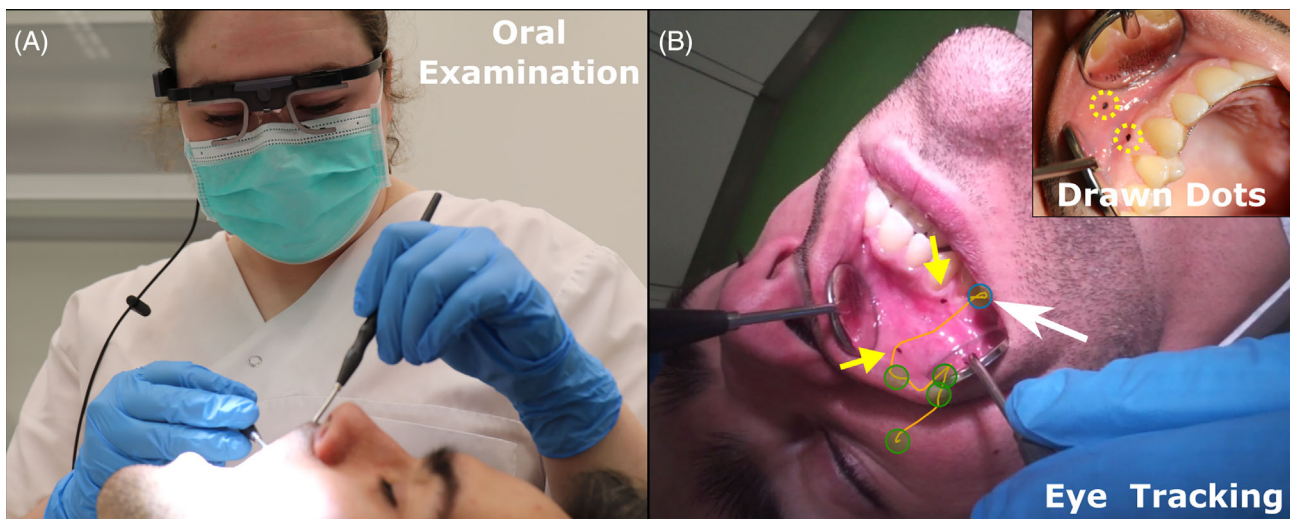 (A)
Oral
Examination
(B)
Drawn Dots
Eye Tracking